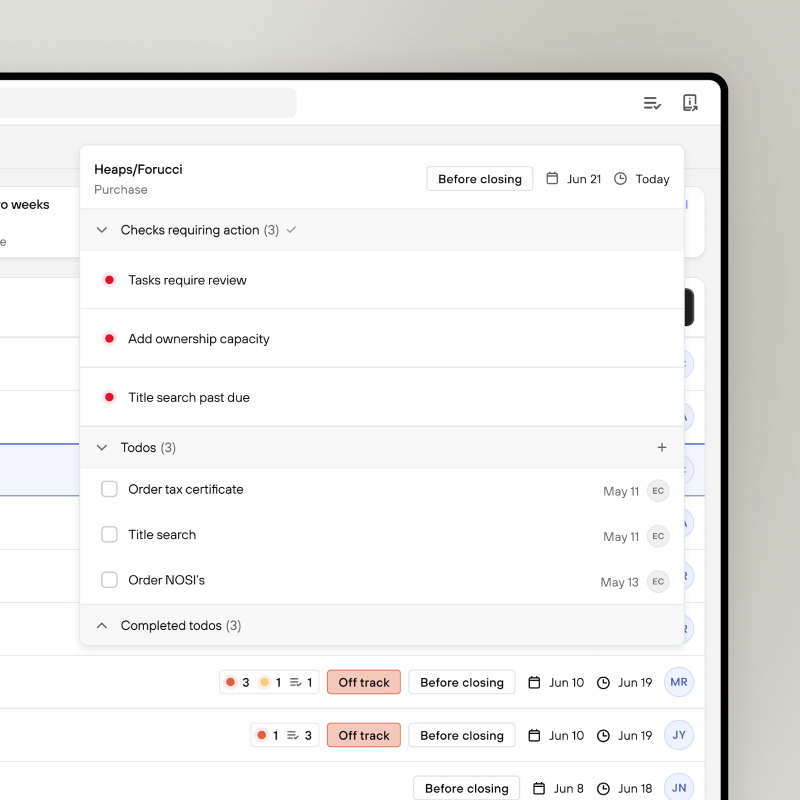 Heaps/Forucci
Purchase
Before closing Jun 21 Today
o weeks
e
Checks requiring action (3)
Tasks require review
Add ownership capacity
Title search past due
Todos (3)
Order tax certificate May 11 EC
Title search May 11 EC
Order NOSI's May 13 EC
Completed todos (3)
3 1 1 Off track Before closing Jun 10 Jun 19 MR
1 3 Off track Before closing Jun 10 Jun 19 JY
Before closing Jun 8 Jun 18 JN